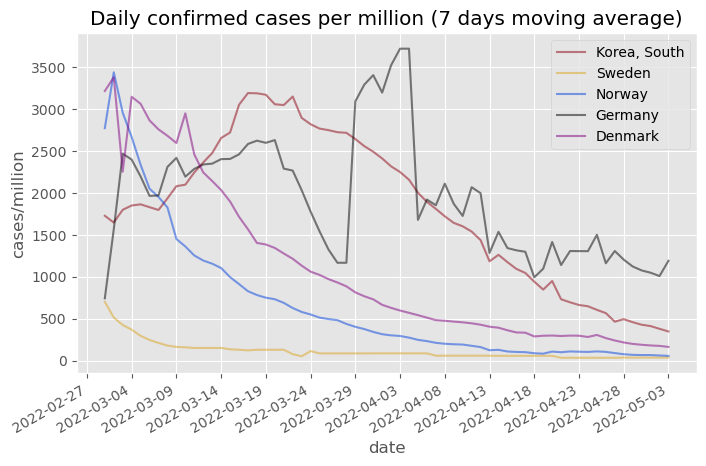 Daily confirmed cases per million (7 days moving average)
Korea, South
Sweden
Norway
Germany
Denmark
3500
3000
2500
2000
1500
1000
500
0
cases/million
2022-02-27
2022-03-04
2022-03-09
2022-03-14
2022-03-19
2022-03-24
2022-03-29
2022-04-03
2022-04-08
2022-04-13
2022-04-18
2022-04-23
2022-04-28
2022-05-03
date